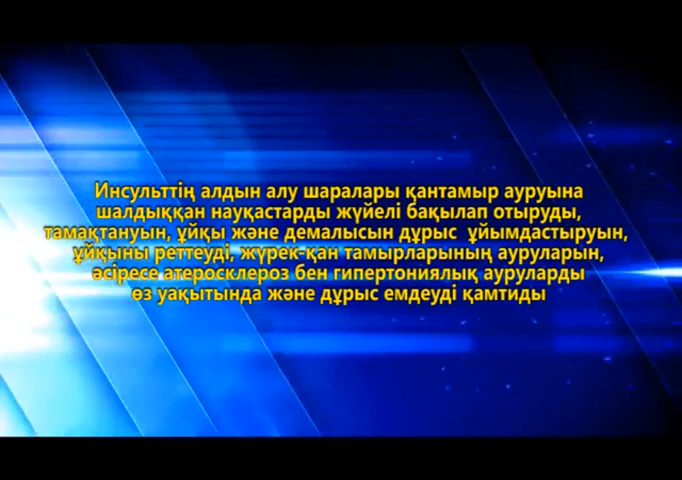 Инсульттің алдын алу шаралары қантамыр ауруына
шалдыққан науқастарды жүйелі бақылап отыруды,
тамақтануын, ұйқы және демалысын дұрыс ұйымдастыруын,
ұйқыны реттеуді, жүрек-қан тамырларының ауруларын,
әсіресе атеросклероз бен гипертониялық ауруларды
өз уақытында және дұрыс емдеуді қамтиды